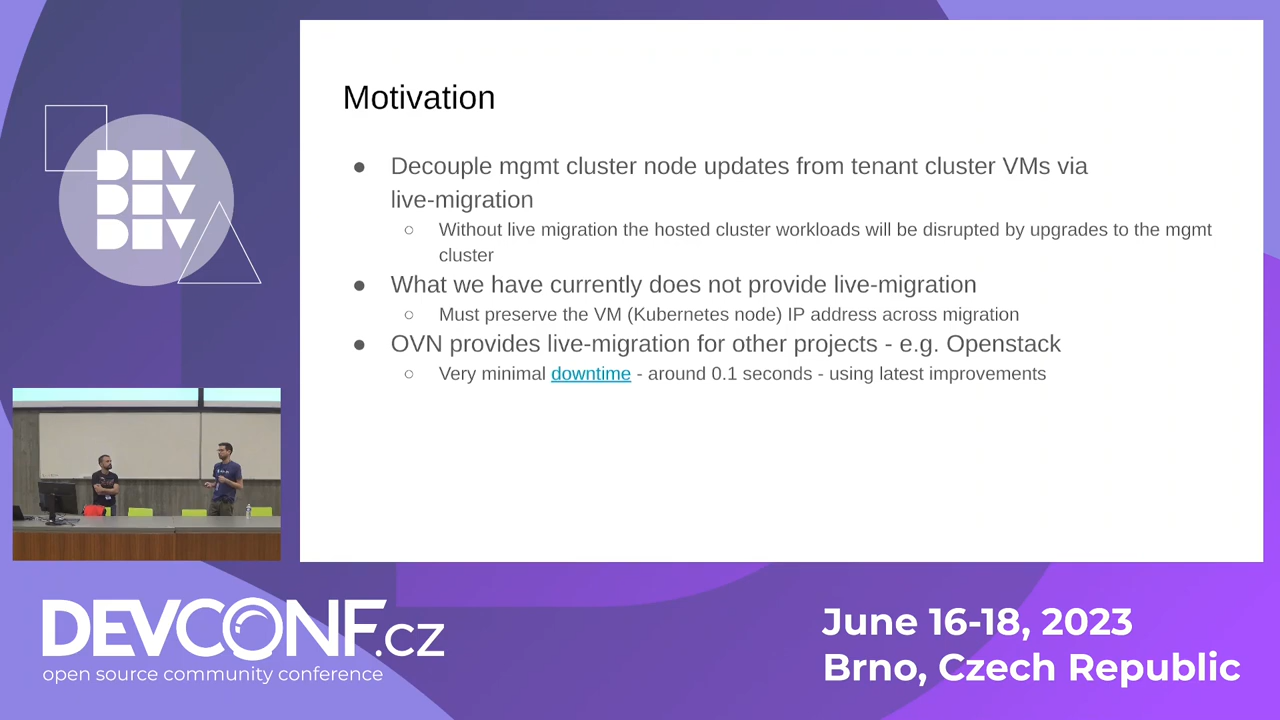 DEV
DEV
DEV
Motivation
● Decouple mgmt cluster node updates from tenant cluster VMs via
live-migration
○ Without live migration the hosted cluster workloads will be disrupted by upgrades to the mgmt
cluster
● What we have currently does not provide live-migration
○ Must preserve the VM (Kubernetes node) IP address across migration
● OVN provides live-migration for other projects - e.g. Openstack
○ Very minimal downtime - around 0.1 seconds - using latest improvements
DEVCONF.cz
open source community conference
June 16-18, 2023
Brno, Czech Republic